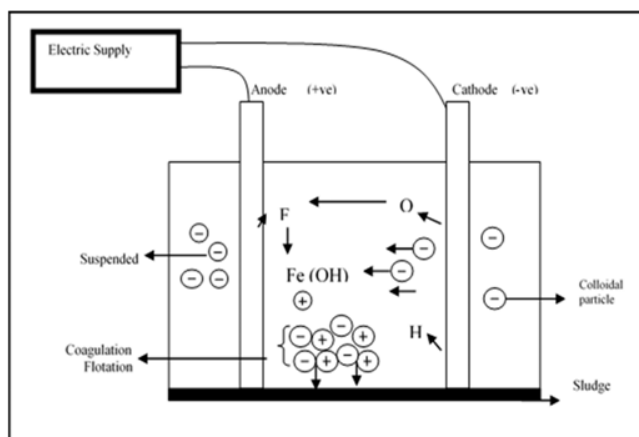 Electric Supply
Anode (+ve)
Cathode (-ve)
F
O
Suspended
Fe (OH)
Colloidal
particle
H
Coagulation
Flotation
Sludge